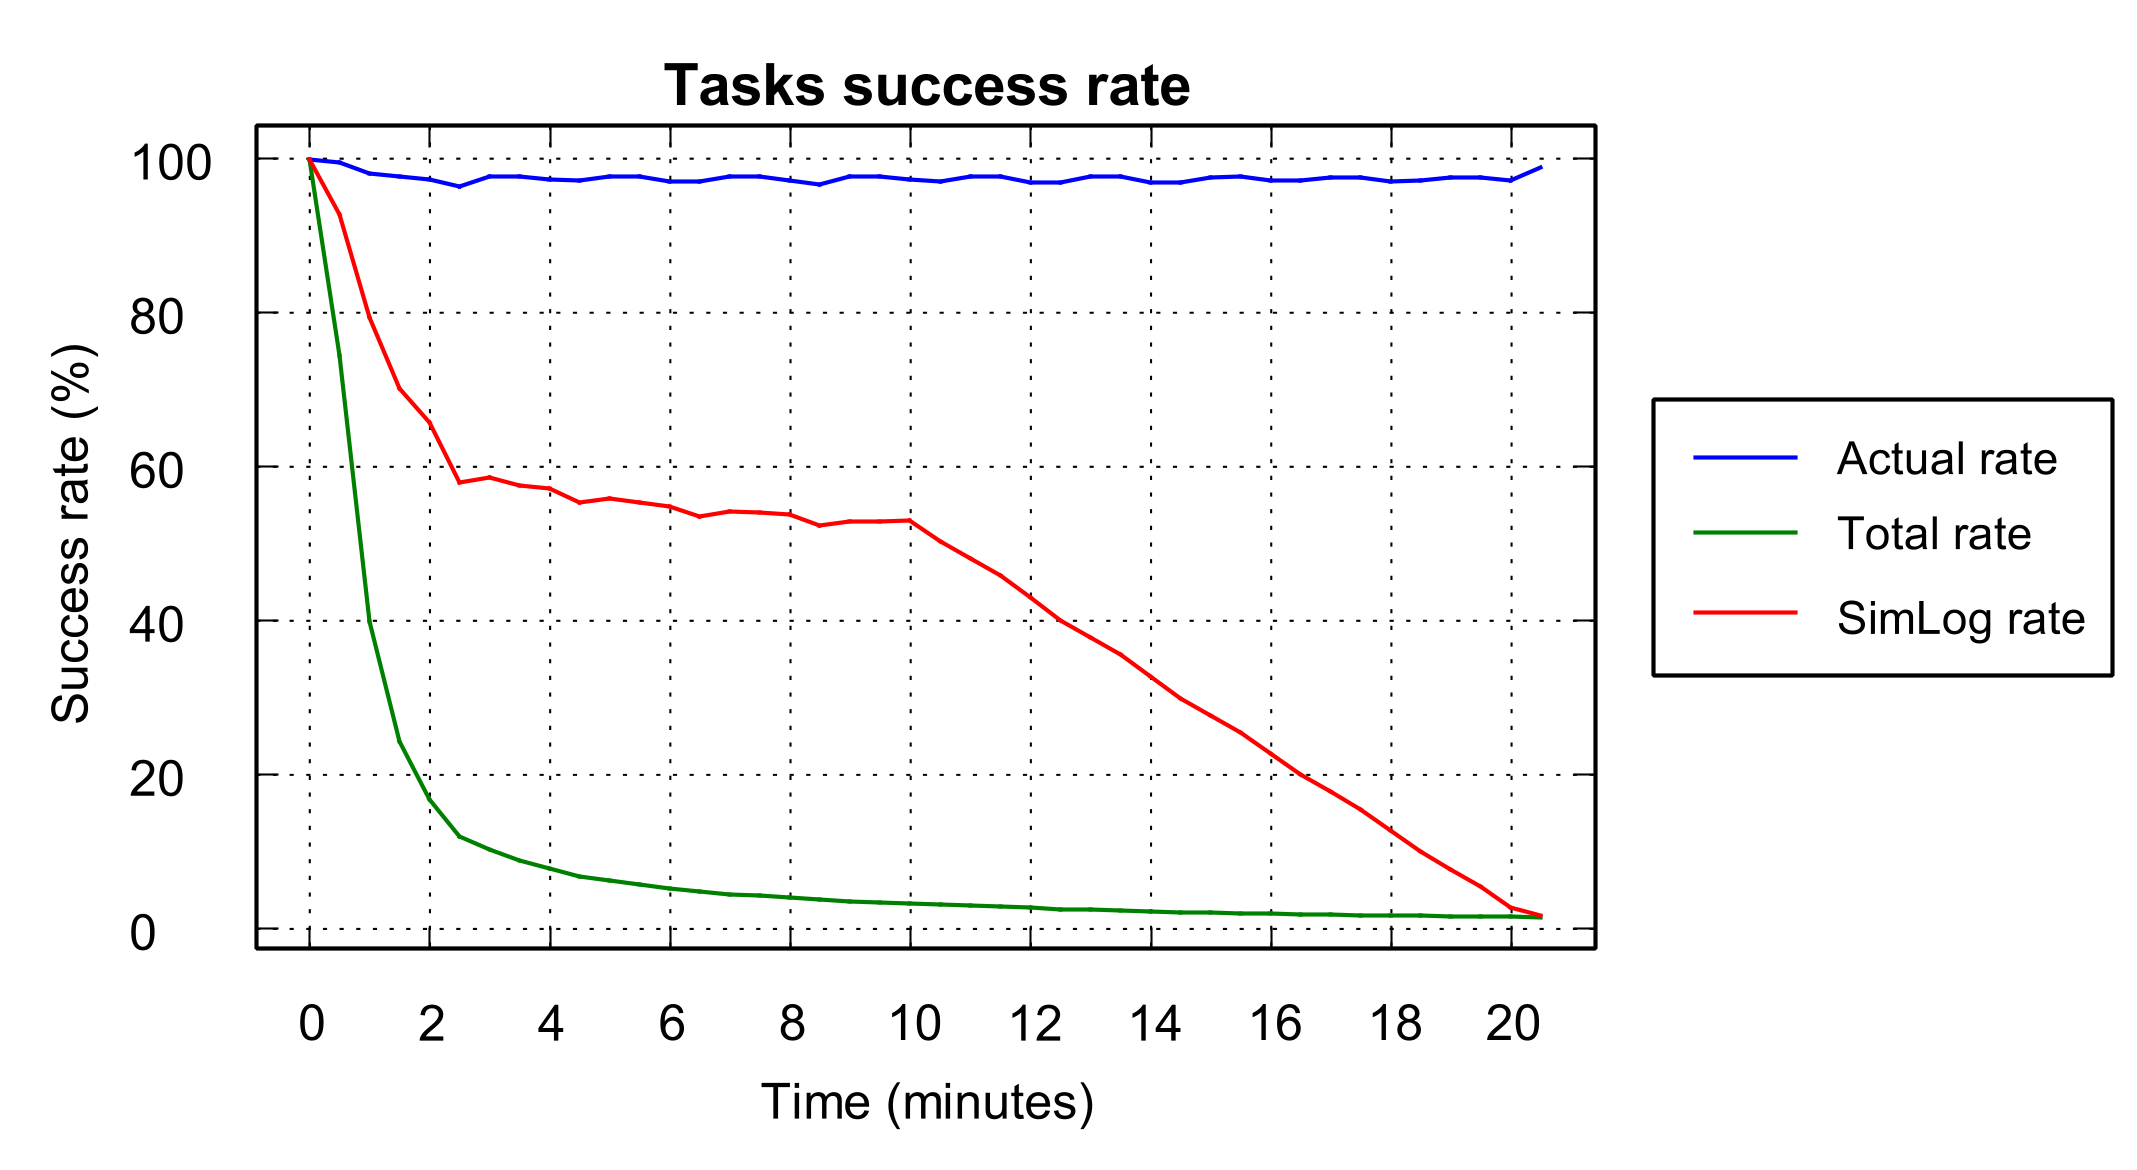 Tasks success rate
100
80
60
40
20
0
Success rate (%)
0 2 4 6 8 10 12 14 16 18 20
Time (minutes)
Actual rate
Total rate
SimLog rate